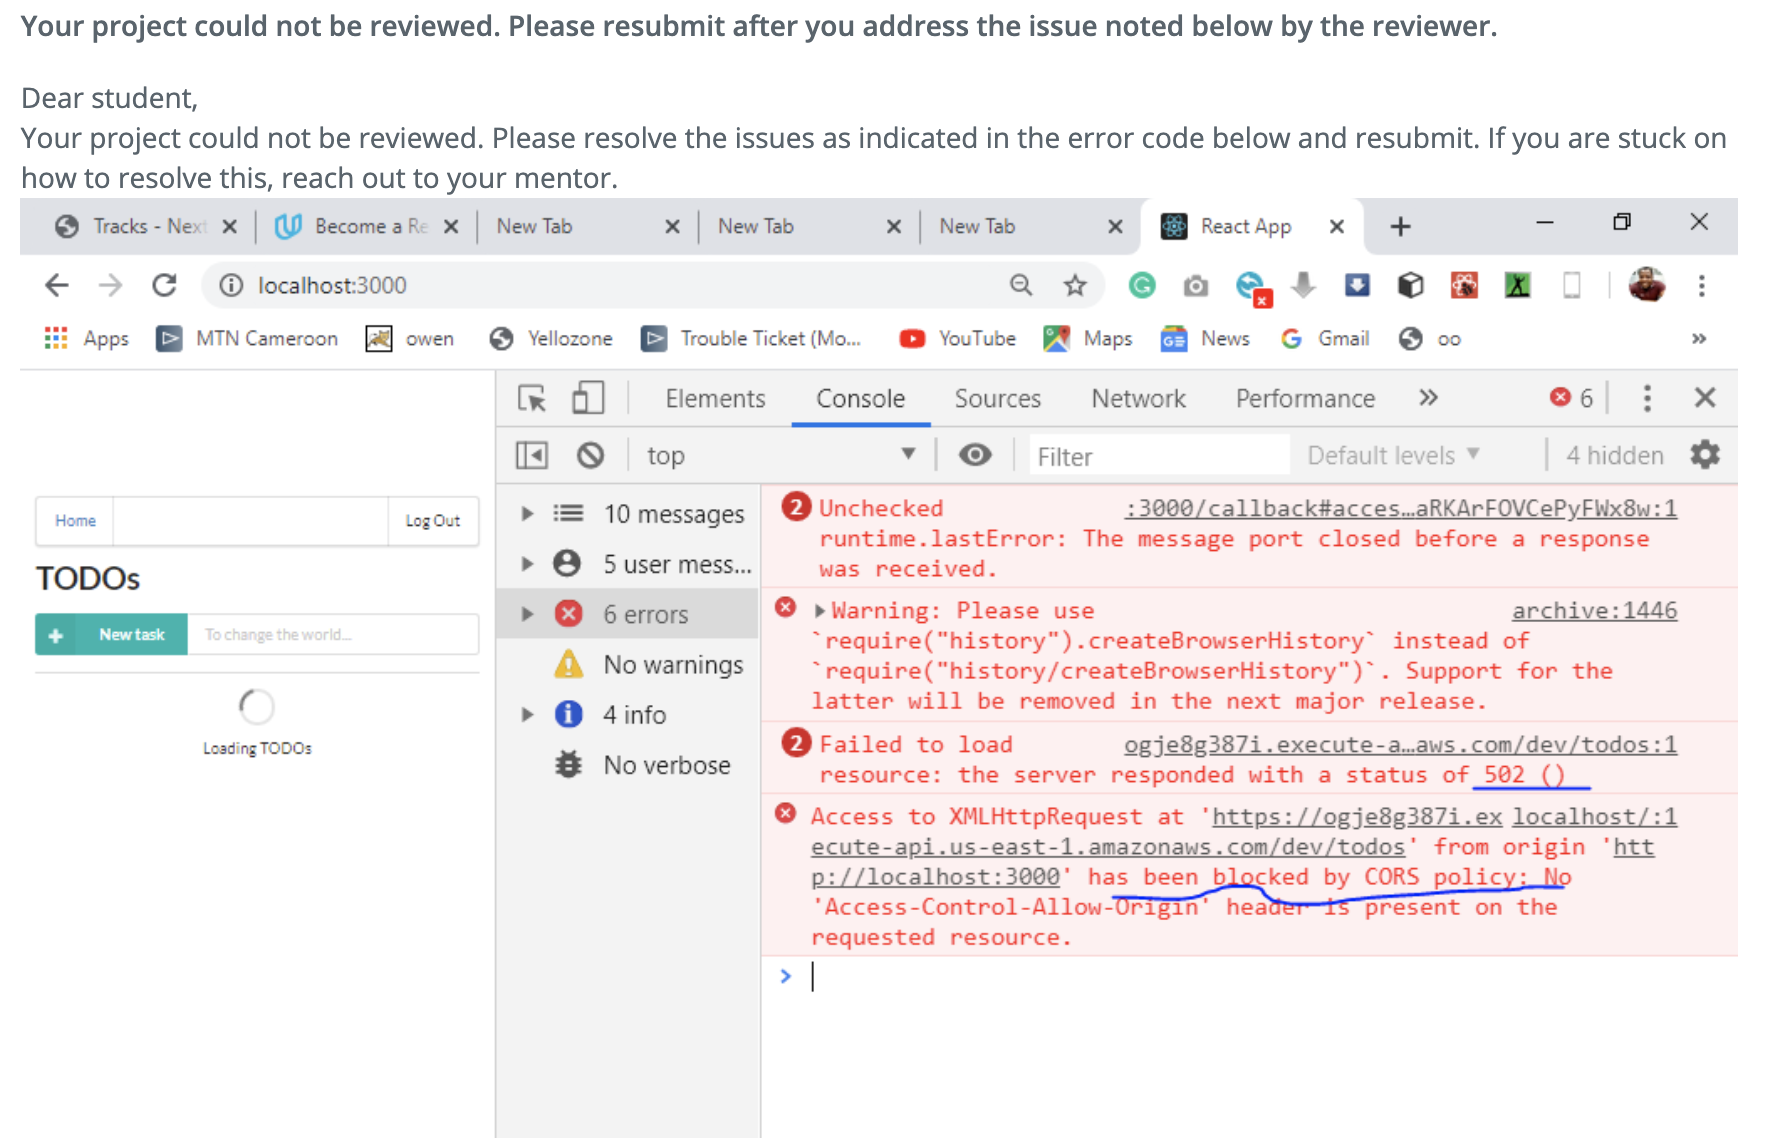 Your project could not be reviewed. Please resubmit after you address the issue noted below by the reviewer.
Dear student,
Your project could not be reviewed. Please resolve the issues as indicated in the error code below and resubmit. If you are stuck on
how to resolve this, reach out to your mentor.
Tracks - Next
Become a Re
New Tab
New Tab
New Tab
React App
localhost:3000
Apps
MTN Cameroon
owen
Yellozone
Trouble Ticket (Mo...
YouTube
Maps
News
Gmail
oo
Elements
Console
Sources
Network
Performance
6
top
Filter
Default levels
4 hidden
Home
Log Out
TODOs
New task
To change the world...
Loading TODOs
10 messages
5 user mess...
6 errors
No warnings
4 info
No verbose
2 Unchecked :3000/callback#acces…aRKArFOVCePyFWx8w:1
runtime.lastError: The message port closed before a response
was received.
Warning: Please use archive:1446
`require("history").createBrowserHistory` instead of
`require("history/createBrowserHistory")`. Support for the
latter will be removed in the next major release.
2 Failed to load ogje8g387i.execute-a…aws.com/dev/todos:1
resource: the server responded with a status of 502 ()
Access to XMLHttpRequest at 'https://ogje8g387i.ex localhost/:1
ecute-api.us-east-1.amazonaws.com/dev/todos' from origin 'htt
p://localhost:3000' has been blocked by CORS policy: No
'Access-Control-Allow-Origin' header is present on the
requested resource.